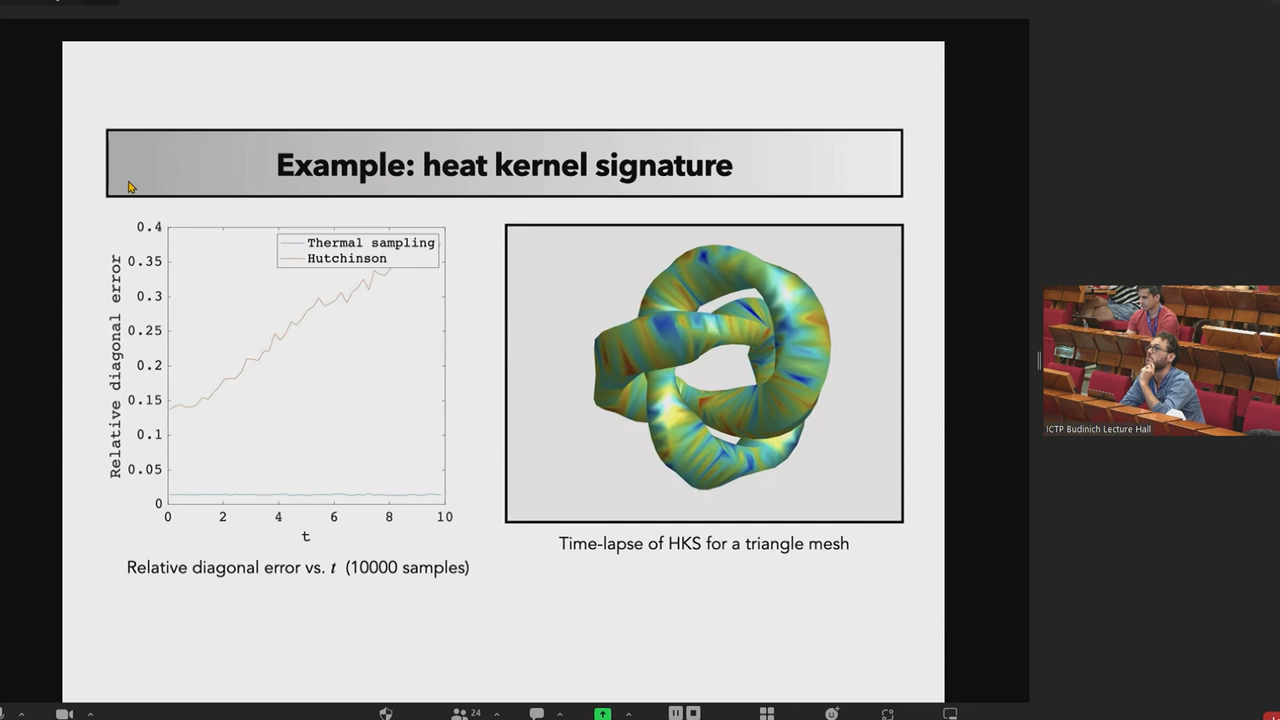 Example: heat kernel signature
0.4
0.35
0.3
0.25
0.2
0.15
0.1
0.05
0
Relative diagonal error
Thermal sampling
Hutchinson
0 2 4 6 8 10
t
Relative diagonal error vs. t (10000 samples)
Time-lapse of HKS for a triangle mesh
ICTP Budinich Lecture Hall
24